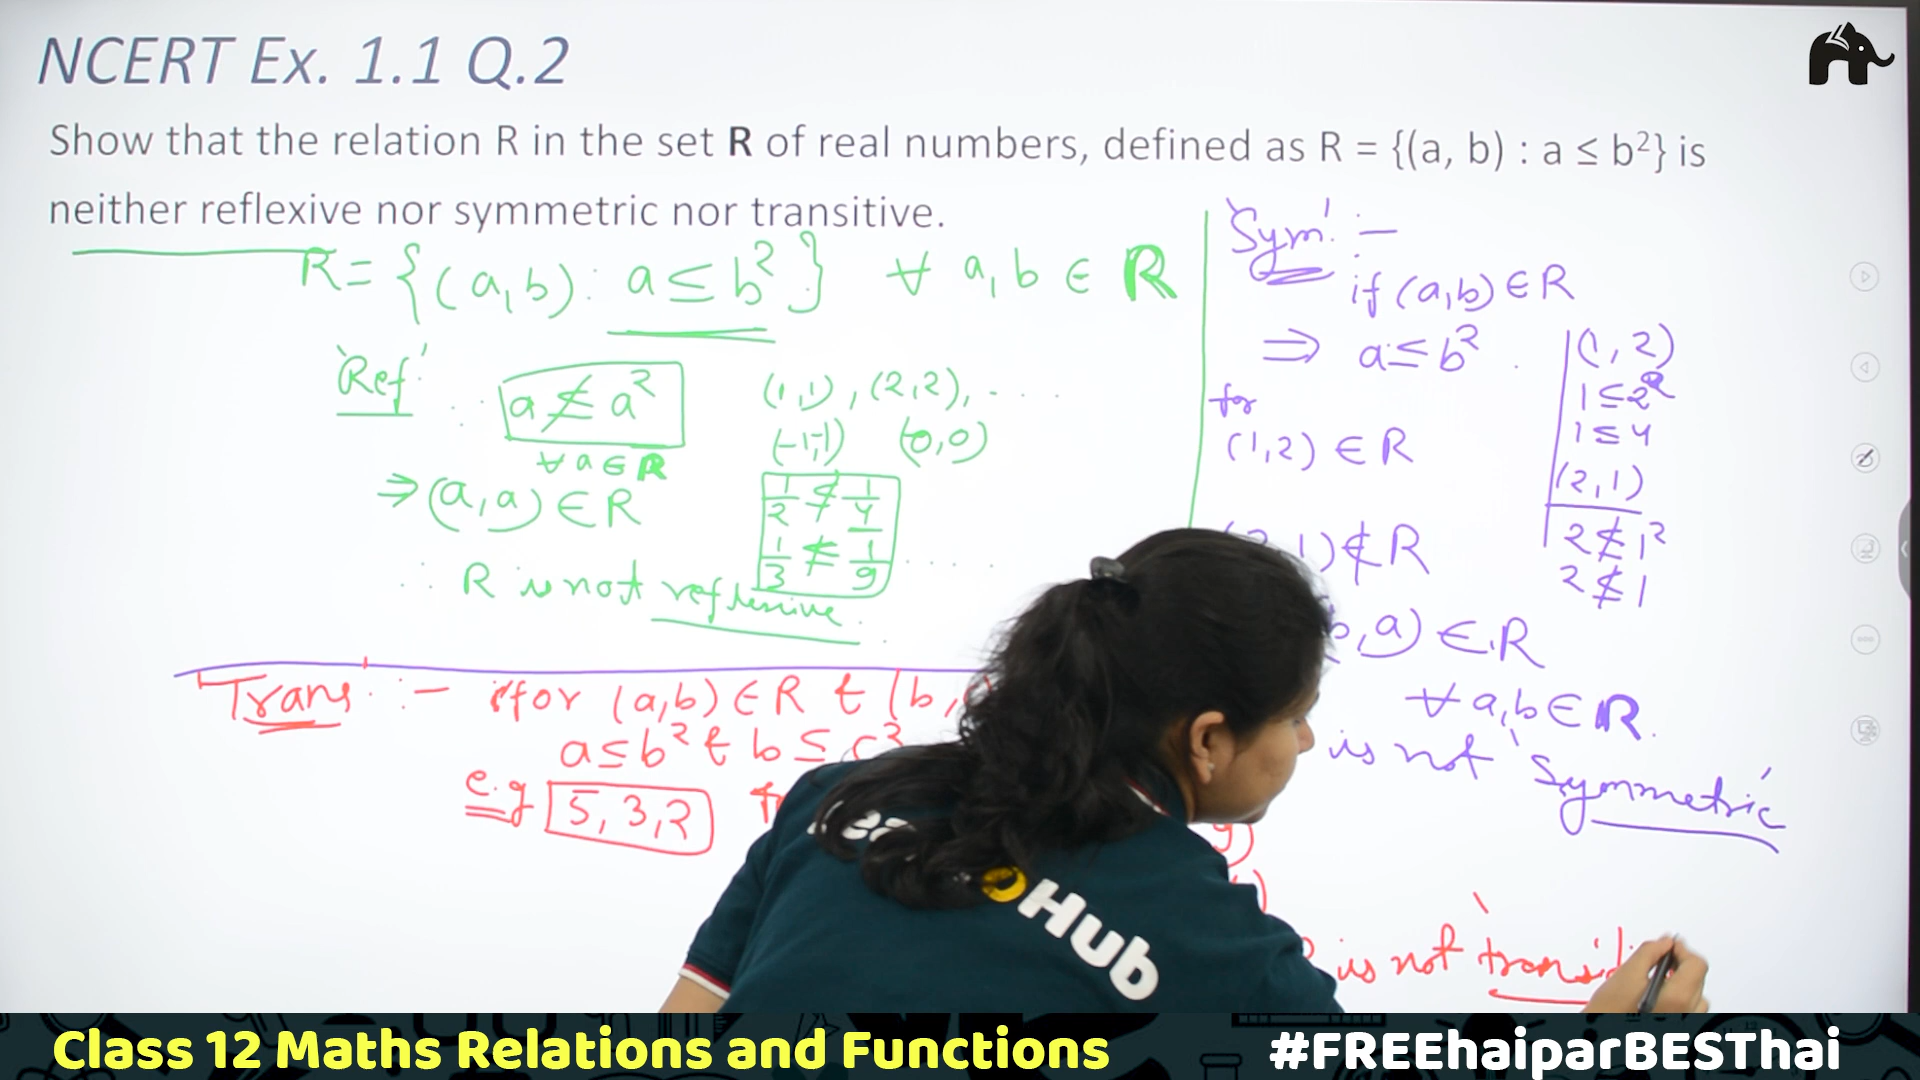 NCERT Ex. 1.1 Q.2
Show that the relation R in the set R of real numbers, defined as R = {(a, b) : a ≤ b²} is
neither reflexive nor symmetric nor transitive.
R = {(a,b) : a ≤ b²} ∀ a, b ∈ R
'Ref'
∴ a ≰ a²
∀ a ∈ R
⇒ (a, a) ∈ R
∴ R is not reflexive.
(1,1), (2,2), ....
(-1,-1) (0,0)
1/2 ≰ 1/4
1/3 ≰ 1/9 ....
'Sym' :-
if (a,b) ∈ R
⇒ a ≤ b²
for
(1,2) ∈ R
1) ∉ R
b, a) ∈ R
∀ a, b ∈ R.
is not 'Symmetric'
(1, 2)
1 ≤ 2²
1 ≤ 4
(2,1)
2 ≰ 1²
2 ≰ 1
Trans :- for (a,b) ∈ R & (b,
a ≤ b² & b ≤ c²
e.g 5, 3, 2
is not 'transiti
Hub
Class 12 Maths Relations and Functions
#FREEhaiparBESThai